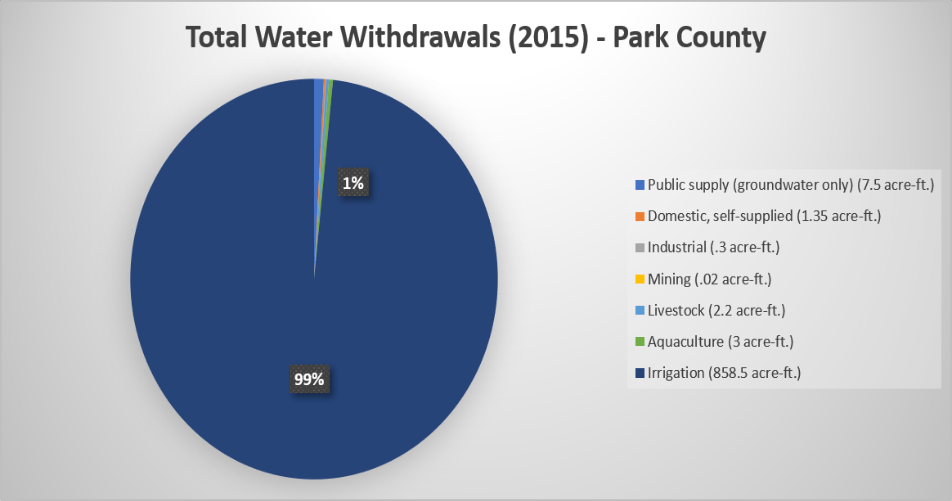 Total Water Withdrawals (2015) - Park County
1%
99%
Public supply (groundwater only) (7.5 acre-ft.)
Domestic, self-supplied (1.35 acre-ft.)
Industrial (.3 acre-ft.)
Mining (.02 acre-ft.)
Livestock (2.2 acre-ft.)
Aquaculture (3 acre-ft.)
Irrigation (858.5 acre-ft.)